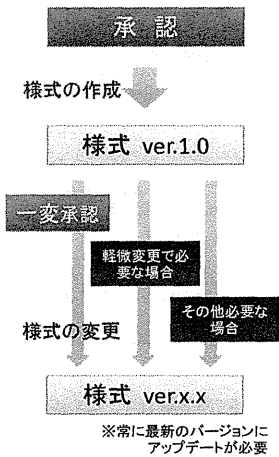 承認
様式の作成
様式 ver.1.0
一変承認
軽微変更で必
要な場合
その他必要な
場合
様式の変更
様式 ver.x.x
※常に最新のバージョンに
アップデートが必要